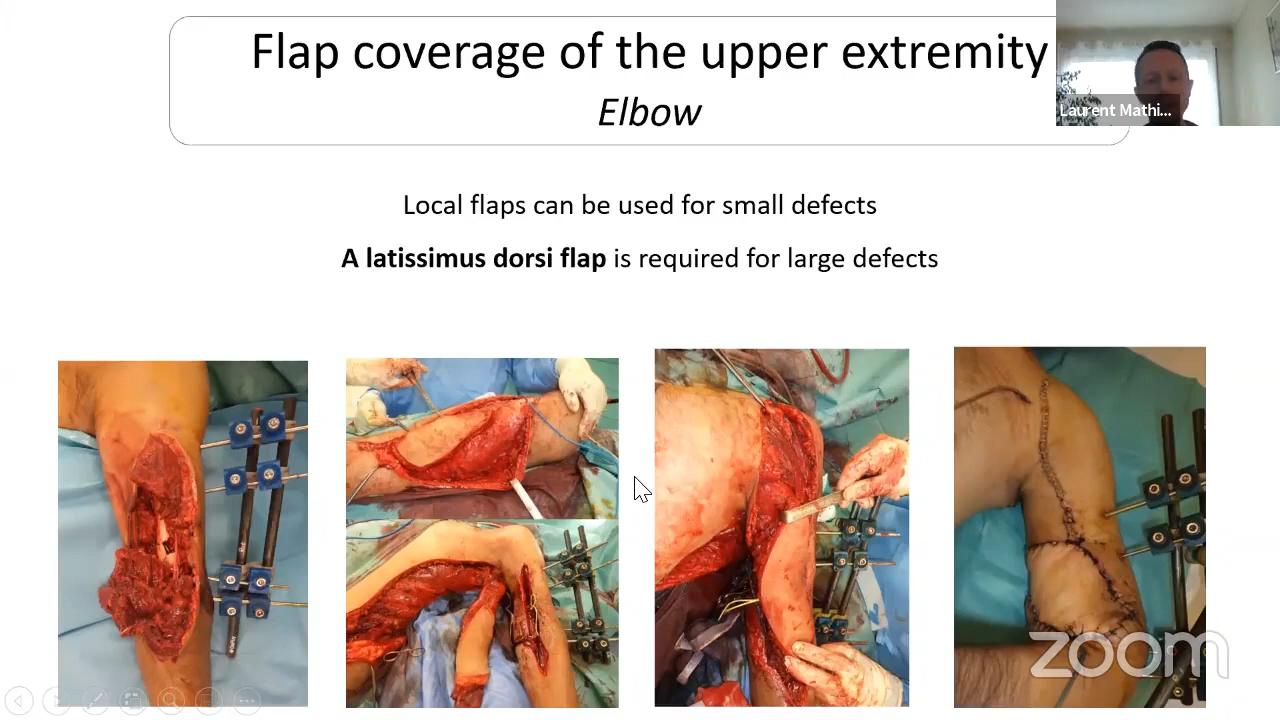 Flap coverage of the upper extremity
Elbow
Laurent Mathi...
Local flaps can be used for small defects
A latissimus dorsi flap is required for large defects
zoom